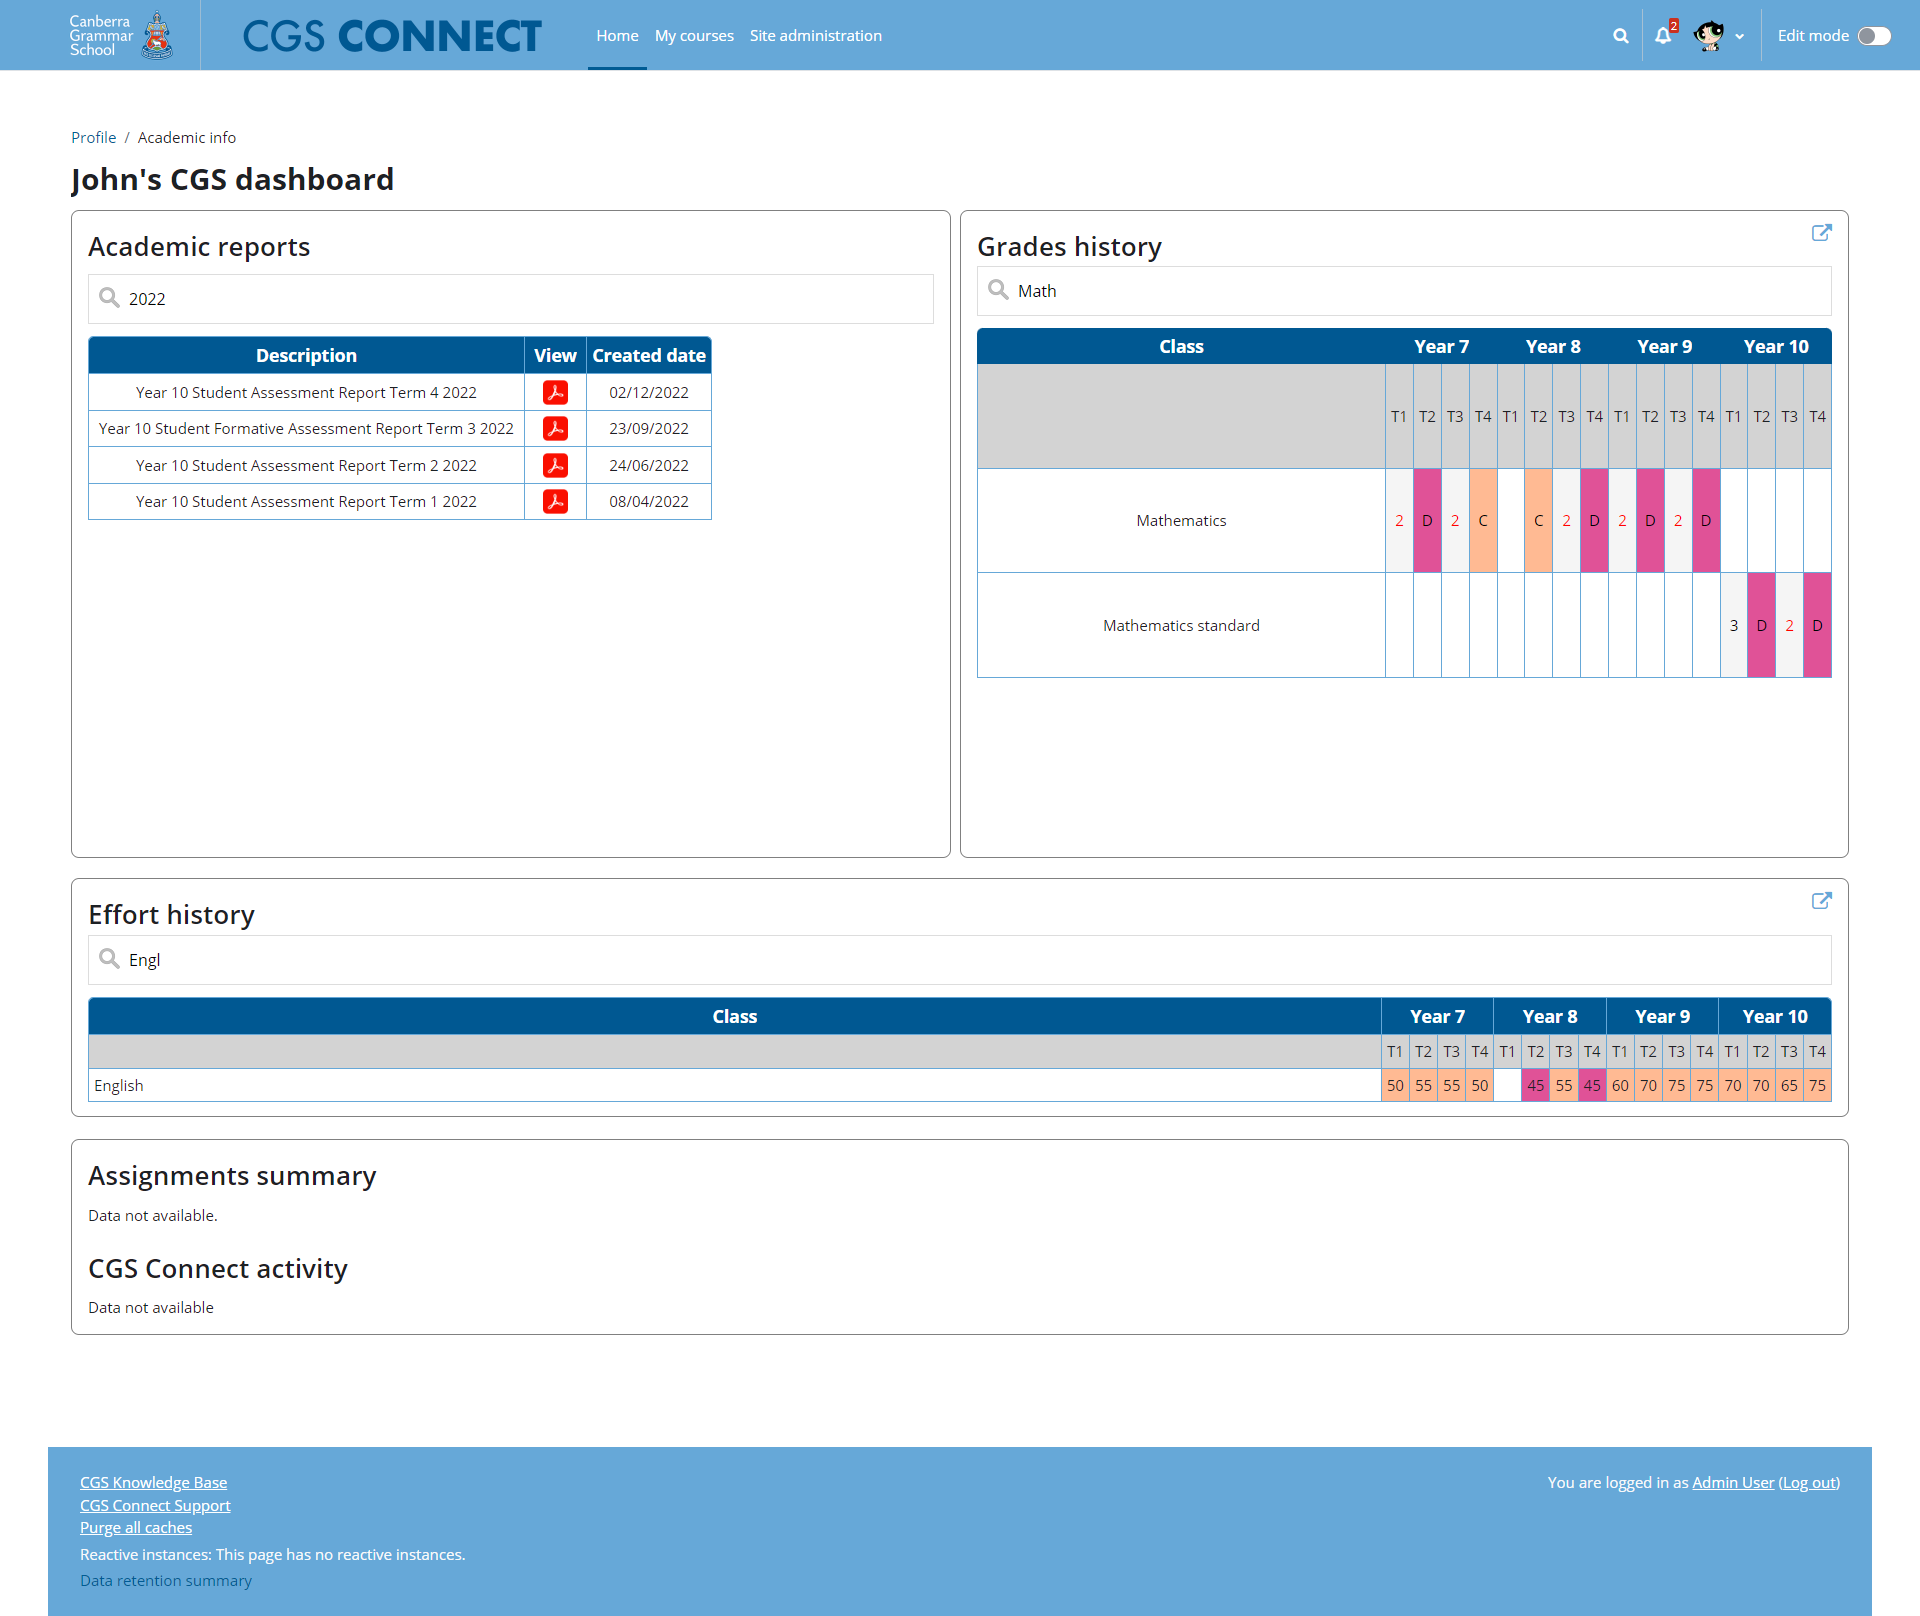 Canberra
Grammar
School
CGS CONNECT
Home My courses Site administration
2
Edit mode
Profile / Academic info
John's CGS dashboard
Academic reports
2022
Description View Created date
Year 10 Student Assessment Report Term 4 2022 02/12/2022
Year 10 Student Formative Assessment Report Term 3 2022 23/09/2022
Year 10 Student Assessment Report Term 2 2022 24/06/2022
Year 10 Student Assessment Report Term 1 2022 08/04/2022
Grades history
Math
Class Year 7 Year 8 Year 9 Year 10
T1 T2 T3 T4 T1 T2 T3 T4 T1 T2 T3 T4 T1 T2 T3 T4
Mathematics 2 D 2 C C 2 D 2 D 2 D
Mathematics standard 3 D 2 D
Effort history
Engl
Class Year 7 Year 8 Year 9 Year 10
T1 T2 T3 T4 T1 T2 T3 T4 T1 T2 T3 T4 T1 T2 T3 T4
English 50 55 55 50 45 55 45 60 70 75 75 70 70 65 75
Assignments summary
Data not available.
CGS Connect activity
Data not available
CGS Knowledge Base
CGS Connect Support
Purge all caches
Reactive instances: This page has no reactive instances.
Data retention summary
You are logged in as Admin User (Log out)